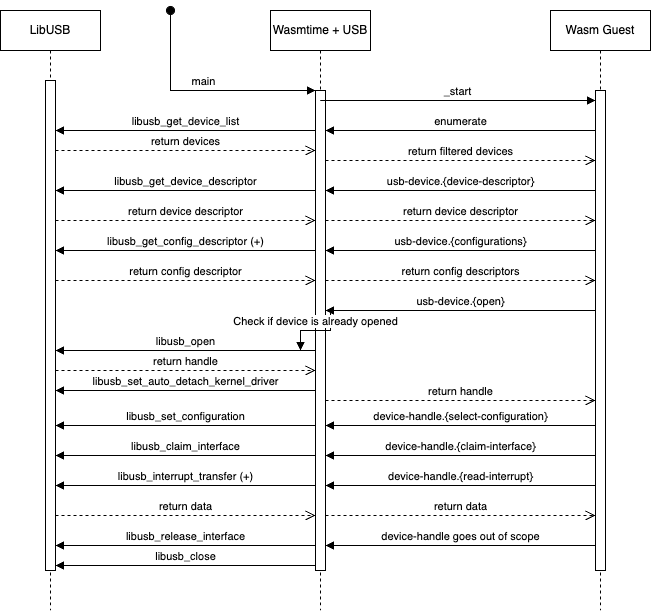 LibUSB
Wasmtime + USB
Wasm Guest
main
_start
libusb_get_device_list
enumerate
return devices
return filtered devices
libusb_get_device_descriptor
usb-device.{device-descriptor}
return device descriptor
return device descriptor
libusb_get_config_descriptor (+)
usb-device.{configurations}
return config descriptor
return config descriptors
usb-device.{open}
Check if device is already opened
libusb_open
return handle
libusb_set_auto_detach_kernel_driver
return handle
libusb_set_configuration
device-handle.{select-configuration}
libusb_claim_interface
device-handle.{claim-interface}
libusb_interrupt_transfer (+)
device-handle.{read-interrupt}
return data
return data
libusb_release_interface
device-handle goes out of scope
libusb_close